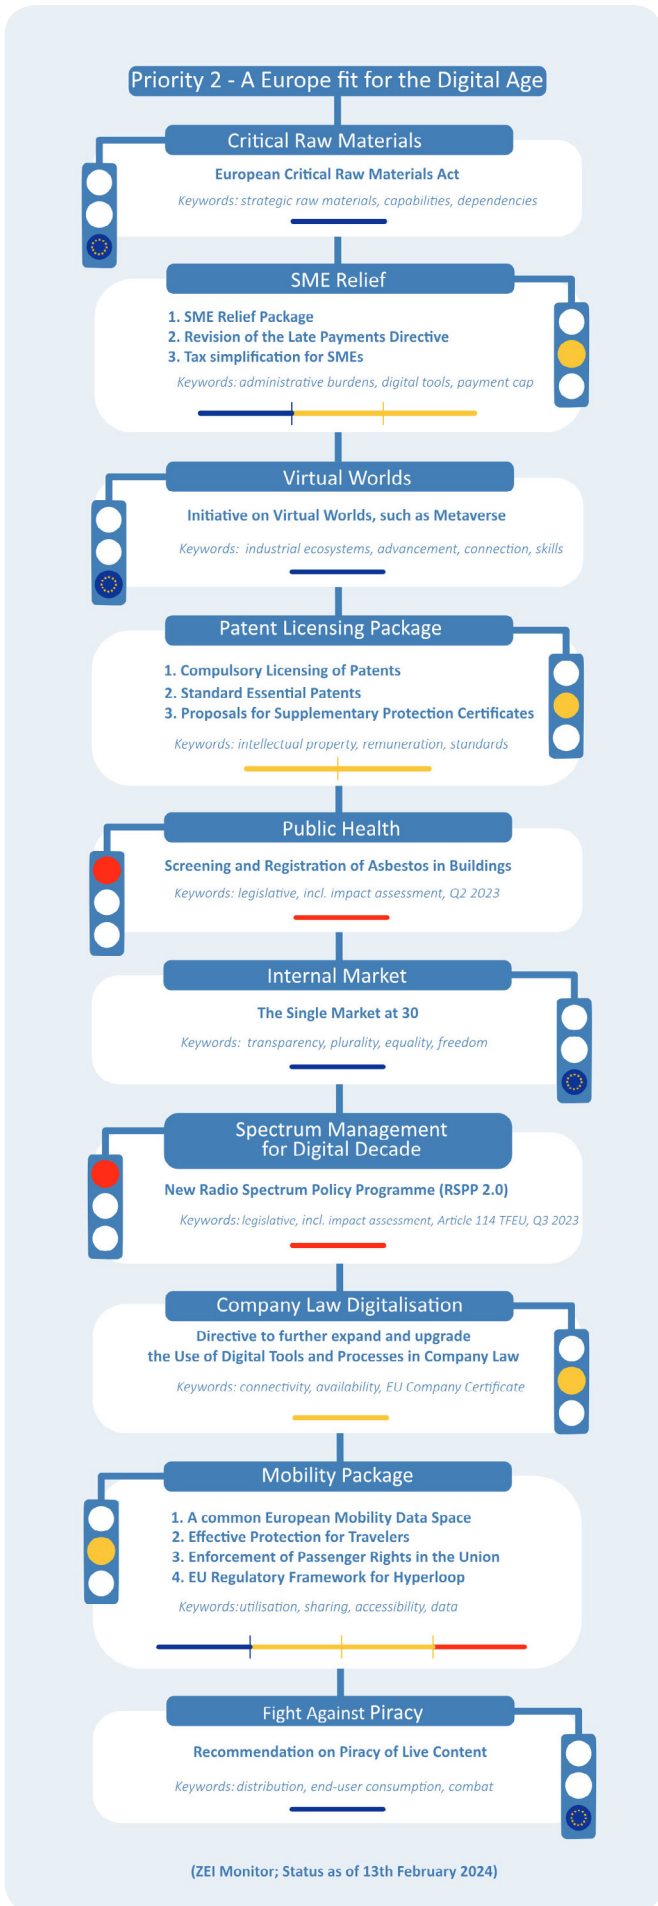 Priority 2 - A Europe fit for the Digital Age
Critical Raw Materials
European Critical Raw Materials Act
Keywords: strategic raw materials, capabilities, dependencies
SME Relief
1. SME Relief Package
2. Revision of the Late Payments Directive
3. Tax simplification for SMEs
Keywords: administrative burdens, digital tools, payment cap
Virtual Worlds
Initiative on Virtual Worlds, such as Metaverse
Keywords: industrial ecosystems, advancement, connection, skills
Patent Licensing Package
1. Compulsory Licensing of Patents
2. Standard Essential Patents
3. Proposals for Supplementary Protection Certificates
Keywords: intellectual property, remuneration, standards
Public Health
Screening and Registration of Asbestos in Buildings
Keywords: legislative, incl. impact assessment, Q2 2023
Internal Market
The Single Market at 30
Keywords: transparency, plurality, equality, freedom
Spectrum Management
for Digital Decade
New Radio Spectrum Policy Programme (RSPP 2.0)
Keywords: legislative, incl. impact assessment, Article 114 TFEU, Q3 2023
Company Law Digitalisation
Directive to further expand and upgrade
the Use of Digital Tools and Processes in Company Law
Keywords: connectivity, availability, EU Company Certificate
Mobility Package
1. A common European Mobility Data Space
2. Effective Protection for Travelers
3. Enforcement of Passenger Rights in the Union
4. EU Regulatory Framework for Hyperloop
Keywords:utilisation, sharing, accessibility, data
Fight Against Piracy
Recommendation on Piracy of Live Content
Keywords: distribution, end-user consumption, combat
(ZEI Monitor; Status as of 13th February 2024)